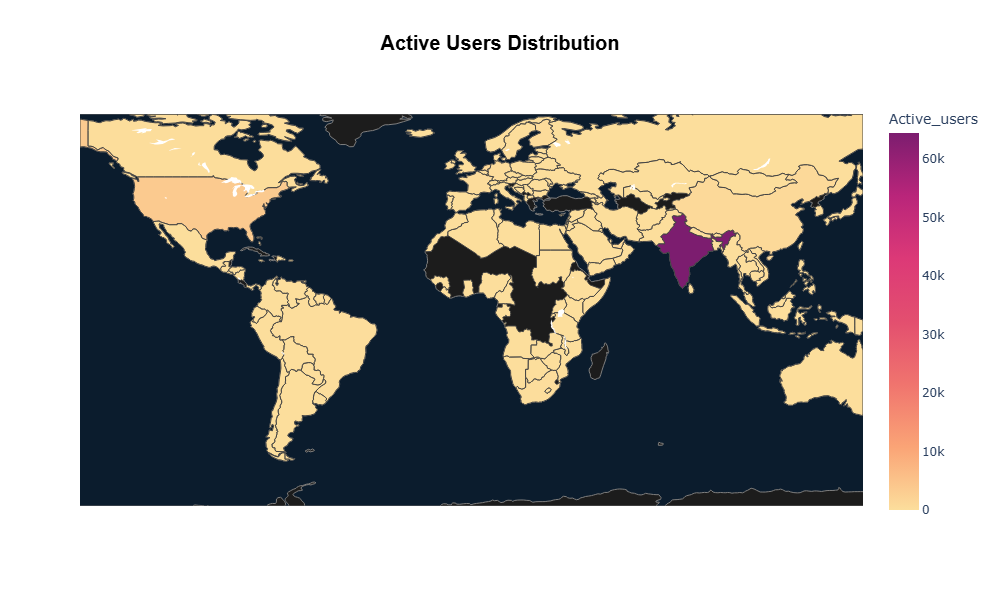 Active Users Distribution
Active_users
60k
50k
40k
30k
20k
10k
0